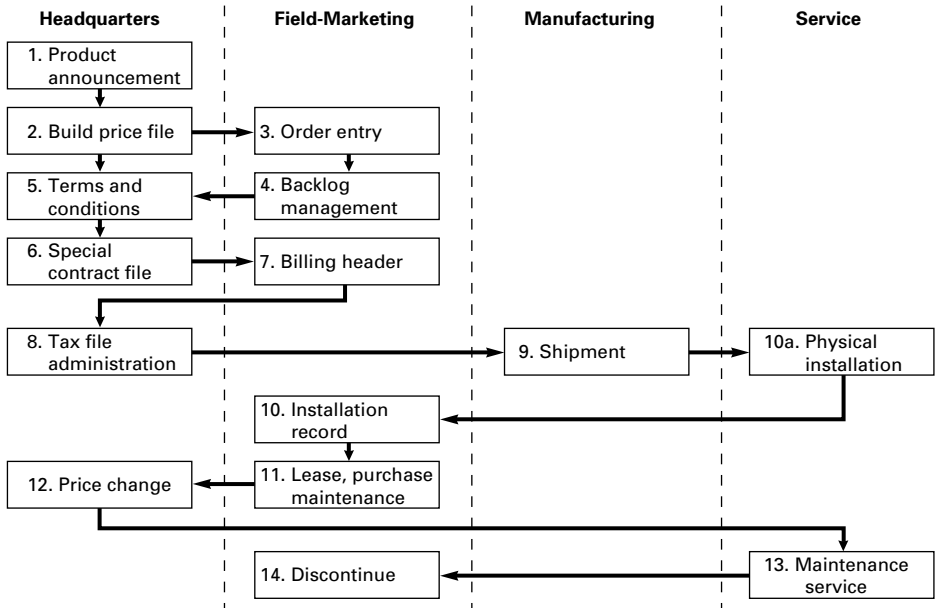 Headquarters
Field-Marketing
Manufacturing
Service
1. Product
announcement
2. Build price file
3. Order entry
5. Terms and
conditions
4. Backlog
management
6. Special
contract file
7. Billing header
8. Tax file
administration
9. Shipment
10a. Physical
installation
10. Installation
record
12. Price change
11. Lease, purchase
maintenance
14. Discontinue
13. Maintenance
service